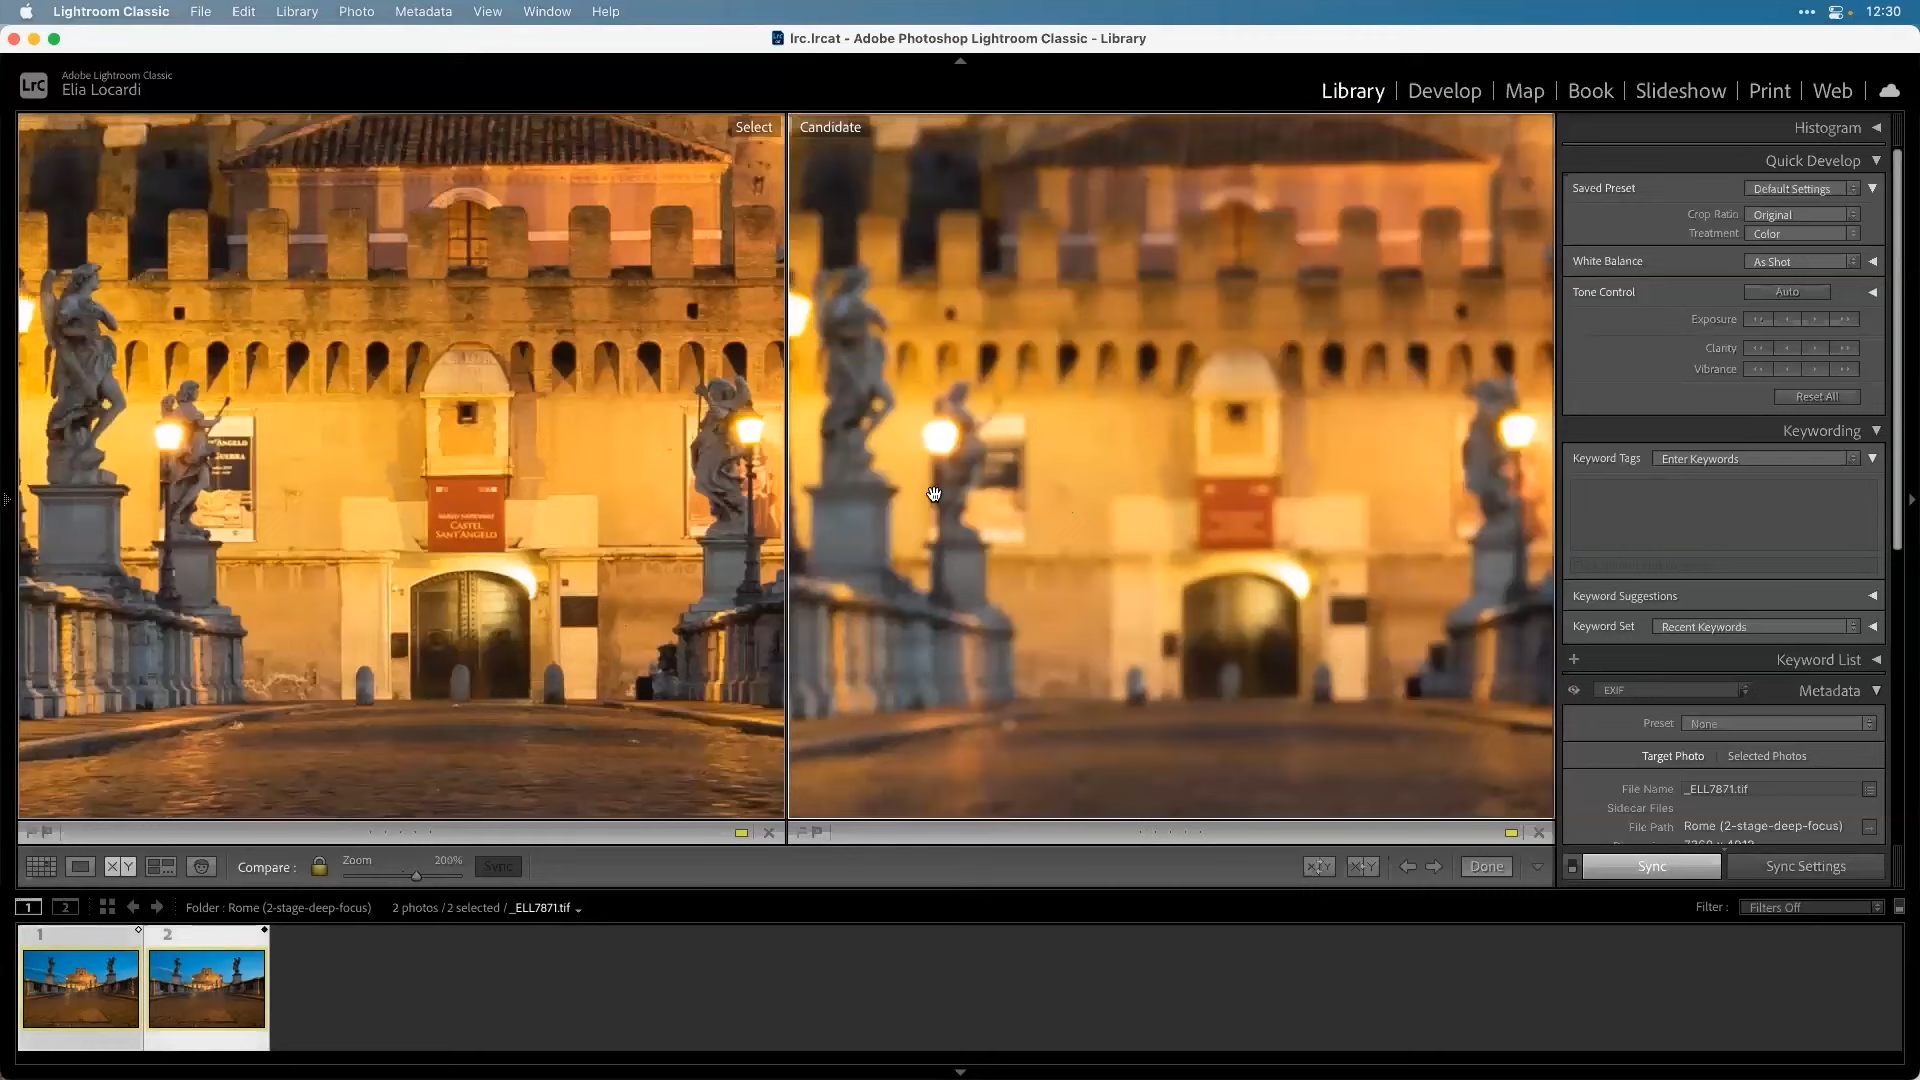 Lightroom Classic File Edit Library Photo Metadata View Window Help 12:30
LrC lrc.lrcat - Adobe Photoshop Lightroom Classic - Library
LrC Adobe Lightroom Classic
Elia Locardi
Library Develop Map Book Slideshow Print Web
Select
Candidate
CASTEL
SANT'ANGELO
Histogram
Quick Develop
Saved Preset Default Settings
Crop Ratio Original
Treatment Color
White Balance As Shot
Tone Control Auto
Exposure
Clarity
Vibrance
Reset All
Keywording
Keyword Tags Enter Keywords
Keyword Suggestions
Keyword Set Recent Keywords
+ Keyword List
EXIF Metadata
Preset None
Target Photo Selected Photos
File Name _ELL7871.tif
Sidecar Files
File Path Rome (2-stage-deep-focus)
X Y Compare : Zoom 200% Sync
X Y X Y Done
Sync Sync Settings
1 2 Folder : Rome (2-stage-deep-focus) 2 photos / 2 selected / _ELL7871.tif
Filter : Filters Off
1 2